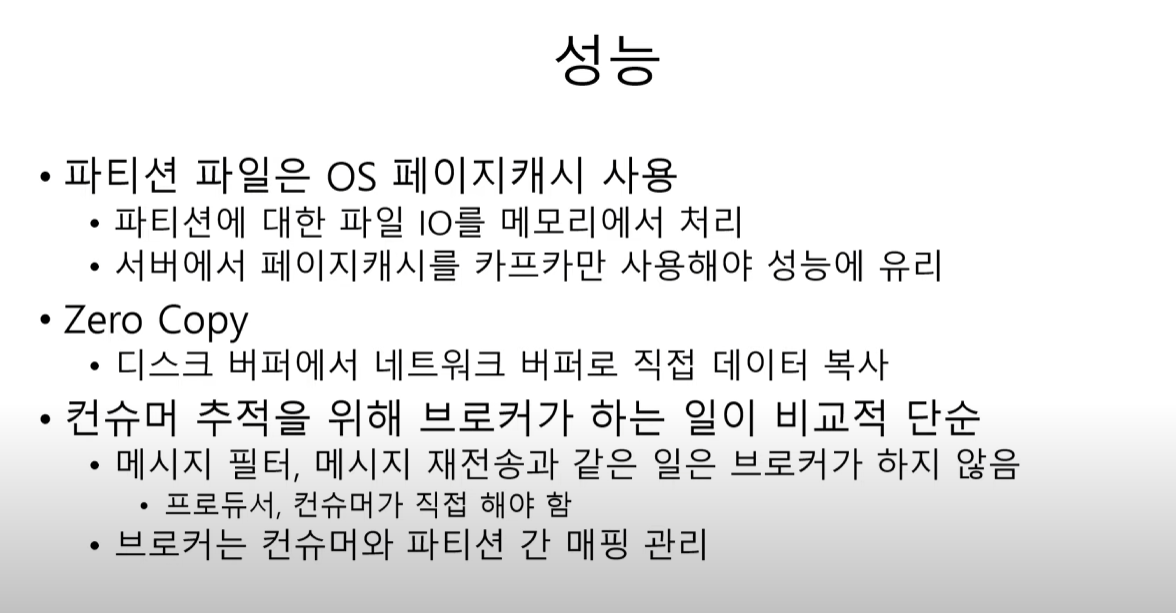 성능
• 파티션 파일은 OS 페이지캐시 사용
• 파티션에 대한 파일 IO를 메모리에서 처리
• 서버에서 페이지캐시를 카프카만 사용해야 성능에 유리
• Zero Copy
• 디스크 버퍼에서 네트워크 버퍼로 직접 데이터 복사
• 컨슈머 추적을 위해 브로커가 하는 일이 비교적 단순
• 메시지 필터, 메시지 재전송과 같은 일은 브로커가 하지 않음
• 프로듀서, 컨슈머가 직접 해야 함
• 브로커는 컨슈머와 파티션 간 매핑 관리